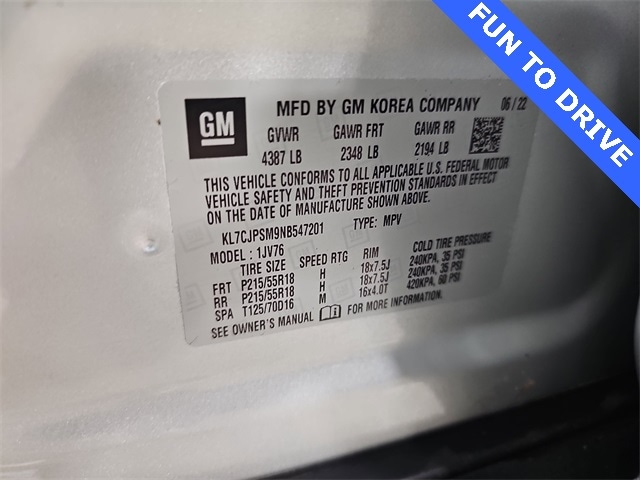 FUN TO DRIVE
GM
MFD BY GM KOREA COMPANY 06/22
GVWR GAWR FRT GAWR RR
4387 LB 2348 LB 2194 LB
THIS VEHICLE CONFORMS TO ALL APPLICABLE U.S. FEDERAL MOTOR
VEHICLE SAFETY AND THEFT PREVENTION STANDARDS IN EFFECT
ON THE DATE OF MANUFACTURE SHOWN ABOVE.
KL7CJPSM9NB547201 TYPE: MPV
MODEL: 1JV76
TIRE SIZE SPEED RTG RIM COLD TIRE PRESSURE
FRT P215/55R18 H 18x7.5J 240KPA, 35 PSI
RR P215/55R18 H 18x7.5J 240KPA, 35 PSI
SPA T125/70D16 M 16x4.0T 420KPA, 60 PSI
SEE OWNER'S MANUAL FOR MORE INFORMATION.